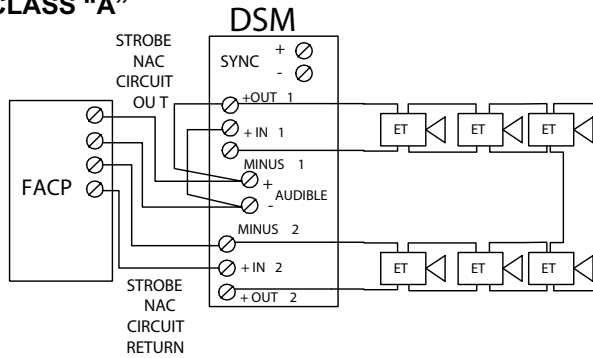 CLASS "A"
DSM
STROBE
NAC
CIRCUIT
OU T
SYNC + 
-
+OUT 1
+ IN 1
MINUS 1
+
AUDIBLE
-
MINUS 2
+ IN 2
+ OUT 2
FACP
STROBE
NAC
CIRCUIT
RETURN
ET ET ET
ET ET ET